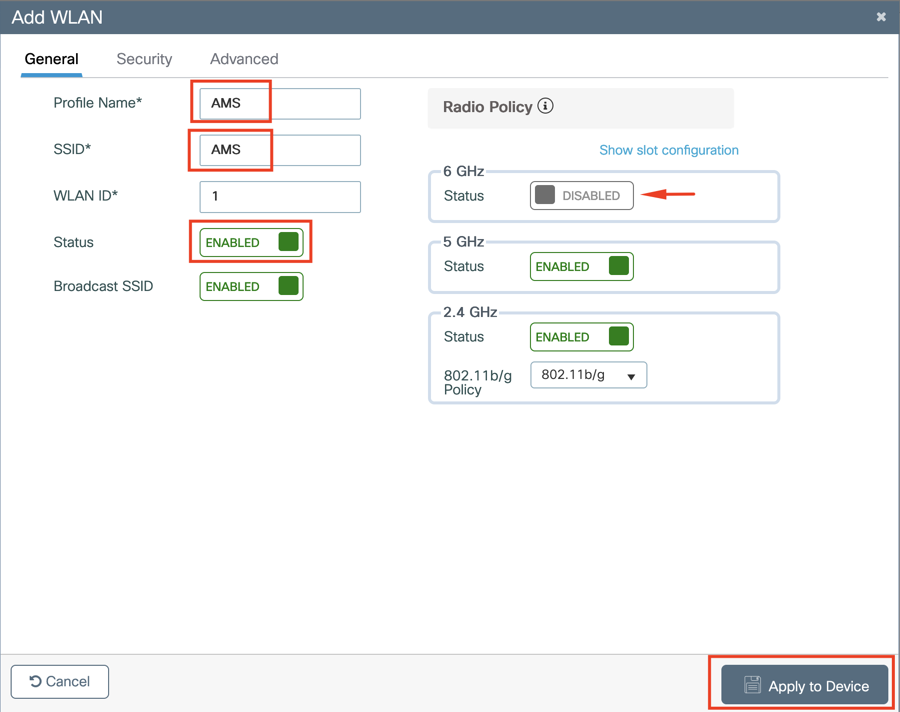 Add WLAN
General Security Advanced
Profile Name* AMS
SSID* AMS
WLAN ID* 1
Status ENABLED
Broadcast SSID ENABLED
Radio Policy
Show slot configuration
6 GHz
Status DISABLED
5 GHz
Status ENABLED
2.4 GHz
Status ENABLED
802.11b/g
Policy
802.11b/g
Cancel
Apply to Device